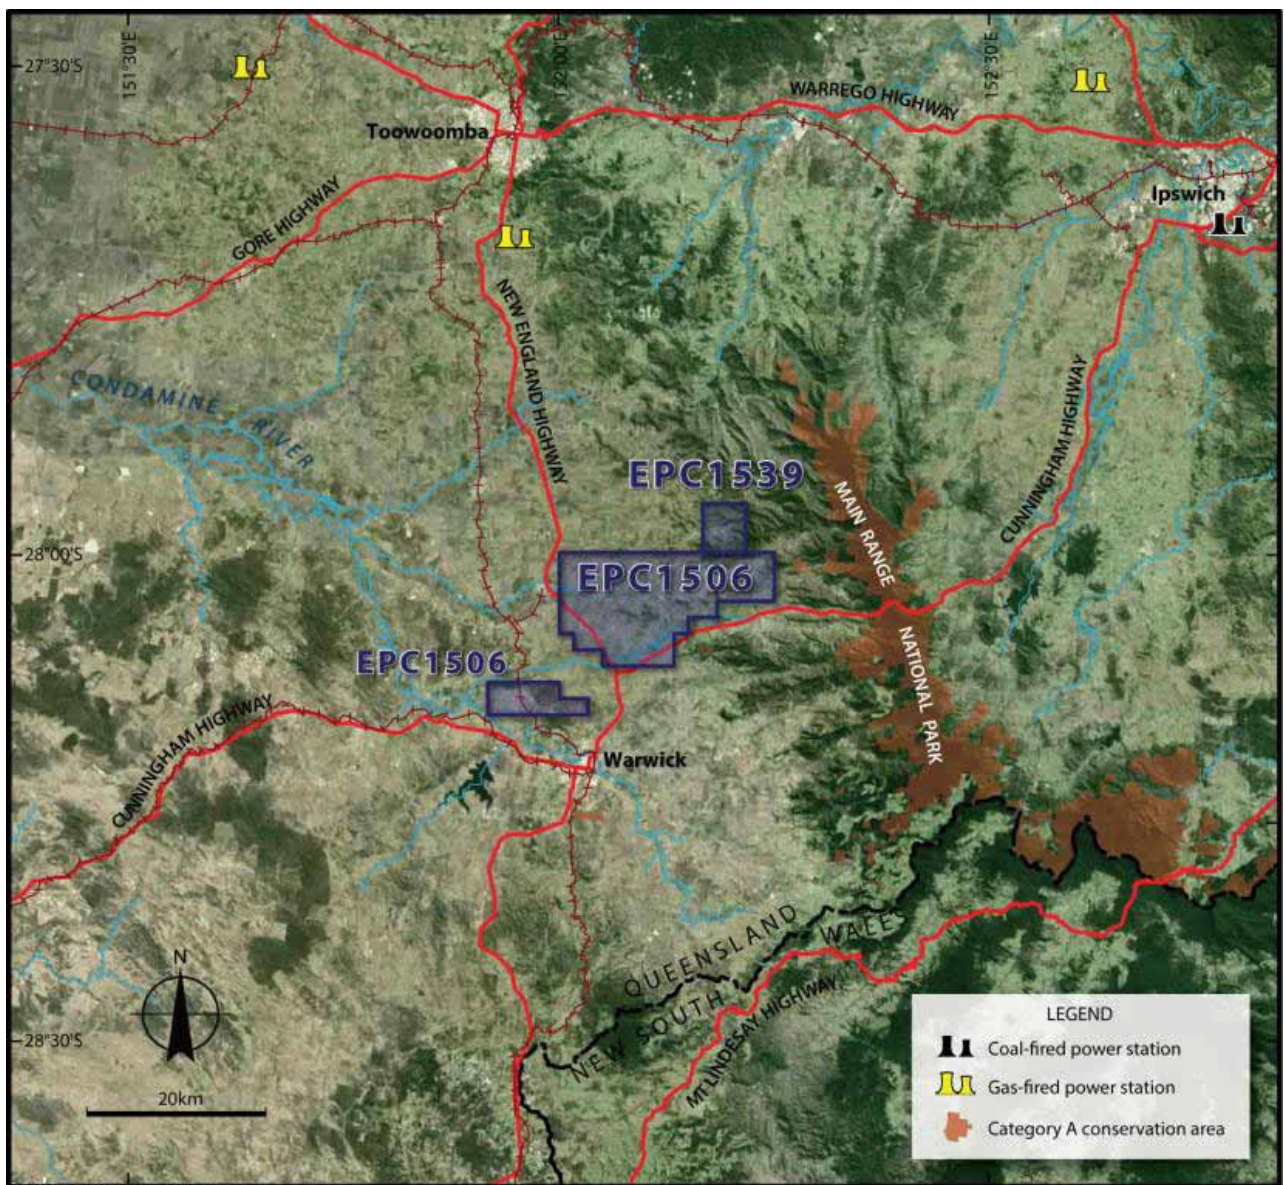 27°30'S
151°30'E
152°00'E
152°30'E
WARREGO HIGHWAY
Toowoomba
Ipswich
GORE HIGHWAY
NEW ENGLAND HIGHWAY
CONDAMINE
RIVER
CUNNINGHAM HIGHWAY
EPC1539
MAIN RANGE
28°00'S
EPC1506
EPC1506
NATIONAL PARK
CUNNINGHAM HIGHWAY
Warwick
QUEENSLAND
NEW SOUTH WALES
MT LINDESAY HIGHWAY
N
28°30'S
20km
LEGEND
Coal-fired power station
Gas-fired power station
Category A conservation area